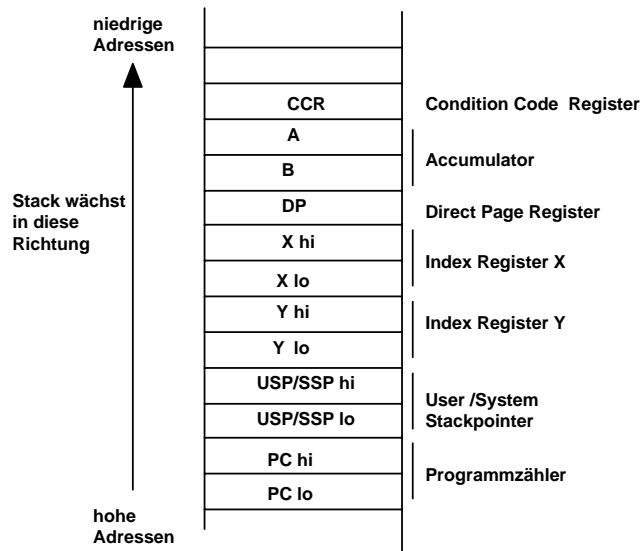 niedrige
Adressen
CCR
Condition Code Register
A
B
Accumulator
Stack wächst
in diese
Richtung
DP
Direct Page Register
X hi
X lo
Index Register X
Y hi
Y lo
Index Register Y
USP/SSP hi
USP/SSP lo
User /System
Stackpointer
PC hi
PC lo
Programmzähler
hohe
Adressen